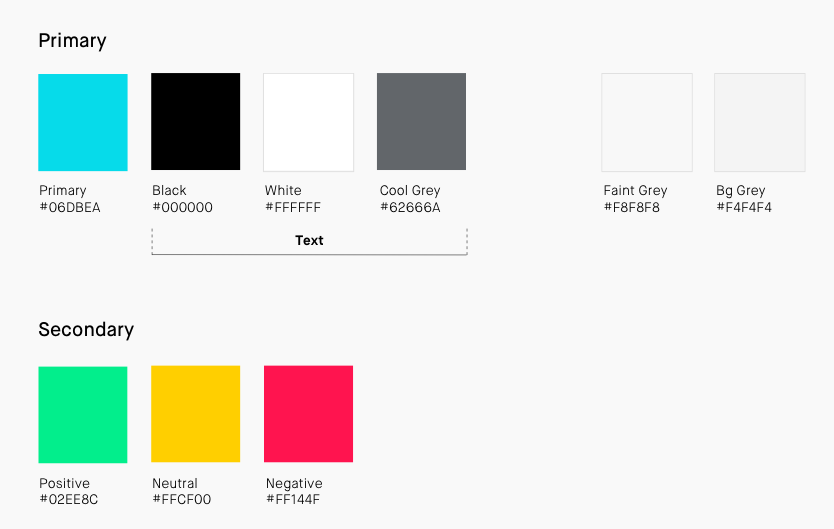 Primary
Primary
#06DBEA
Black
#000000
White
#FFFFFF
Cool Grey
#62666A
Faint Grey
#F8F8F8
Bg Grey
#F4F4F4
Text
Secondary
Positive
#02EE8C
Neutral
#FFCF00
Negative
#FF144F